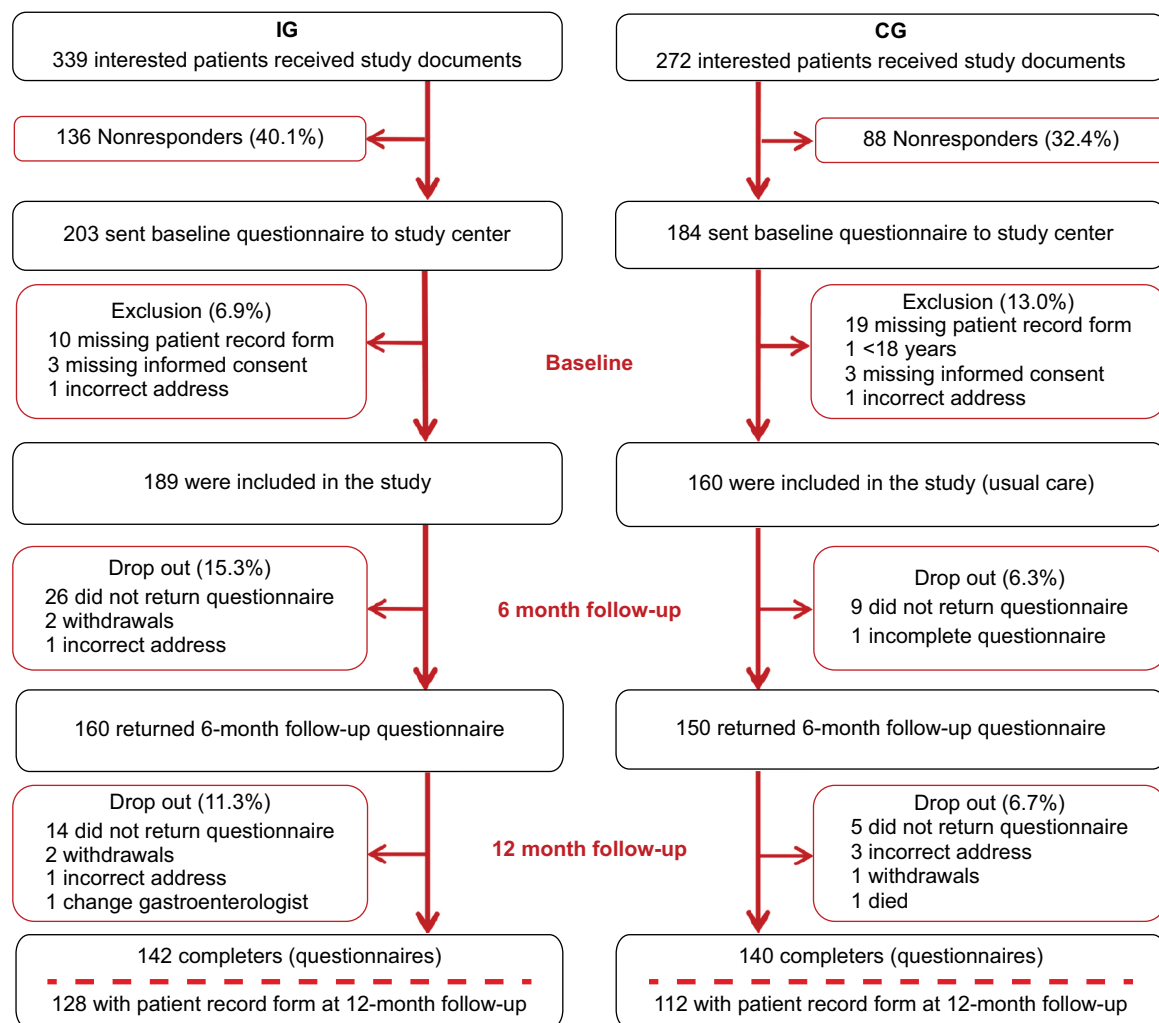 IG
339 interested patients received study documents
CG
272 interested patients received study documents
136 Nonresponders (40.1%)
88 Nonresponders (32.4%)
203 sent baseline questionnaire to study center
184 sent baseline questionnaire to study center
Exclusion (6.9%)
10 missing patient record form
3 missing informed consent
1 incorrect address
Baseline
Exclusion (13.0%)
19 missing patient record form
1 <18 years
3 missing informed consent
1 incorrect address
189 were included in the study
160 were included in the study (usual care)
Drop out (15.3%)
26 did not return questionnaire
2 withdrawals
1 incorrect address
6 month follow-up
Drop out (6.3%)
9 did not return questionnaire
1 incomplete questionnaire
160 returned 6-month follow-up questionnaire
150 returned 6-month follow-up questionnaire
Drop out (11.3%)
14 did not return questionnaire
2 withdrawals
1 incorrect address
1 change gastroenterologist
12 month follow-up
Drop out (6.7%)
5 did not return questionnaire
3 incorrect address
1 withdrawals
1 died
142 completers (questionnaires)
128 with patient record form at 12-month follow-up
140 completers (questionnaires)
112 with patient record form at 12-month follow-up